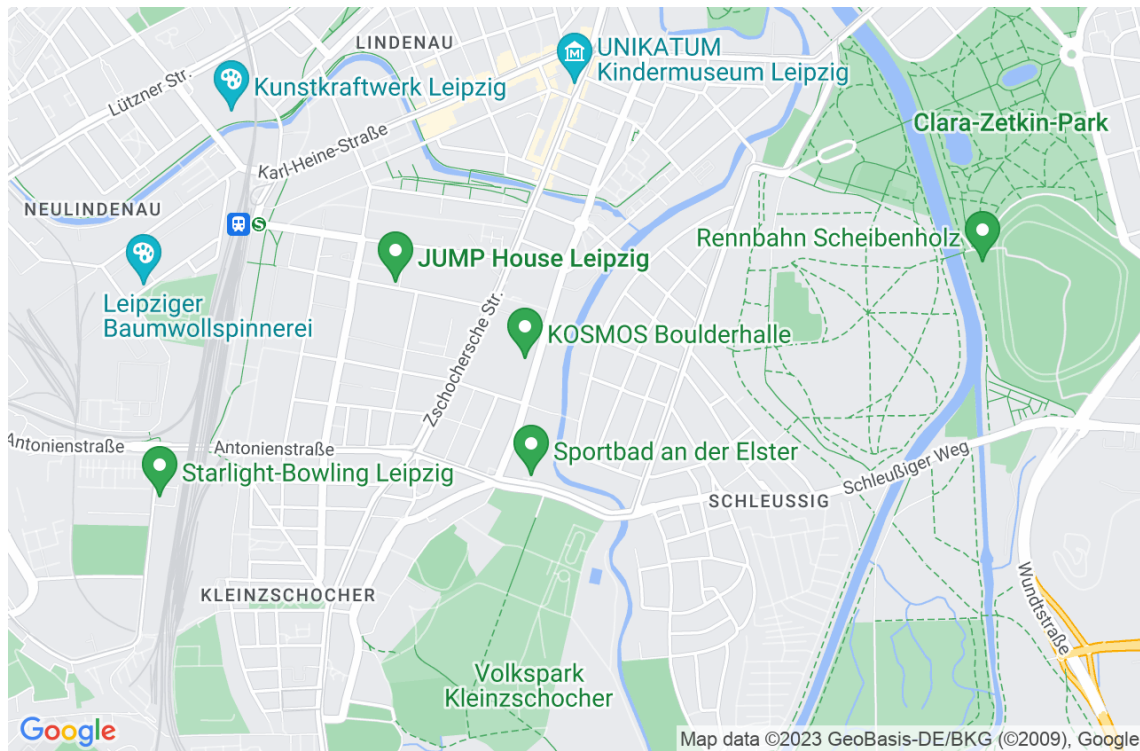 LINDENAU
UNIKATUM
Kindermuseum Leipzig
Lützner Str.
Kunstkraftwerk Leipzig
Clara-Zetkin-Park
Karl-Heine-Straße
NEULINDENAU
S
Rennbahn Scheibenholz
JUMP House Leipzig
Leipziger
Baumwollspinnerei
KOSMOS Boulderhalle
Zschochersche Str.
Antonienstraße
Antonienstraße
Sportbad an der Elster
Starlight-Bowling Leipzig
Schleußiger Weg
SCHLEUSSIG
KLEINZSCHOCHER
Wundtstraße
Volkspark
Kleinzschocher
Google
Map data ©2023 GeoBasis-DE/BKG (©2009), Google